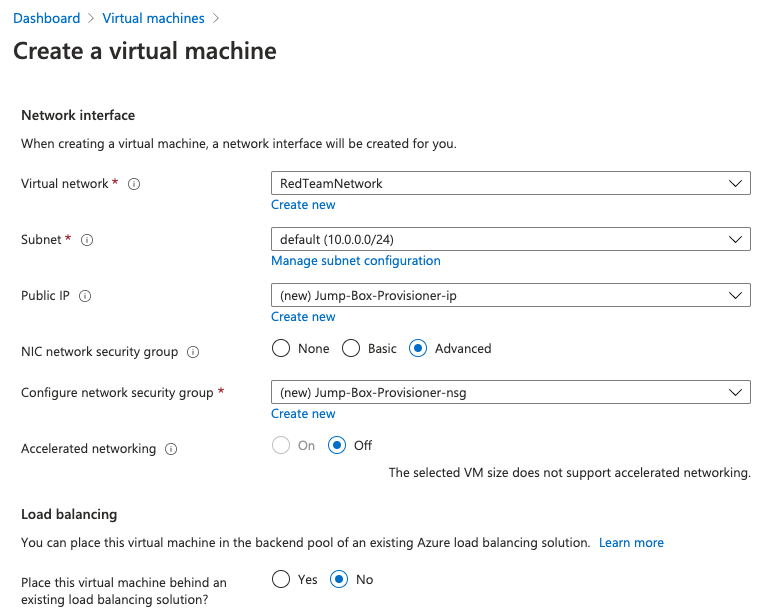 Dashboard > Virtual machines >
Create a virtual machine
Network interface
When creating a virtual machine, a network interface will be created for you.
Virtual network * RedTeamNetwork
Create new
Subnet * default (10.0.0.0/24)
Manage subnet configuration
Public IP (new) Jump-Box-Provisioner-ip
Create new
NIC network security group None Basic Advanced
Configure network security group * (new) Jump-Box-Provisioner-nsg
Create new
Accelerated networking On Off
The selected VM size does not support accelerated networking.
Load balancing
You can place this virtual machine in the backend pool of an existing Azure load balancing solution. Learn more
Place this virtual machine behind an Yes No
existing load balancing solution?